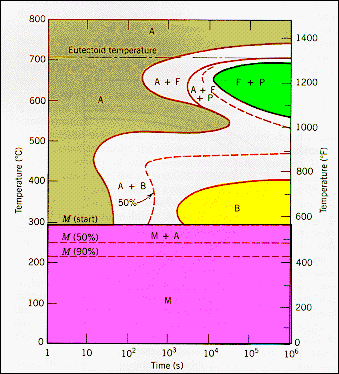 800
700
600
500
400
300
200
100
0
Temperature (°C)
1400
1200
1000
800
600
400
200
0
Temperature (°F)
A
Eutectoid temperature
A + F
F + P
A + F
+ P
A
A + B
50%
B
M (start)
M + A
M (50%)
M (90%)
M
1
10
10²
10³
10⁴
10⁵
10⁶
Time (s)